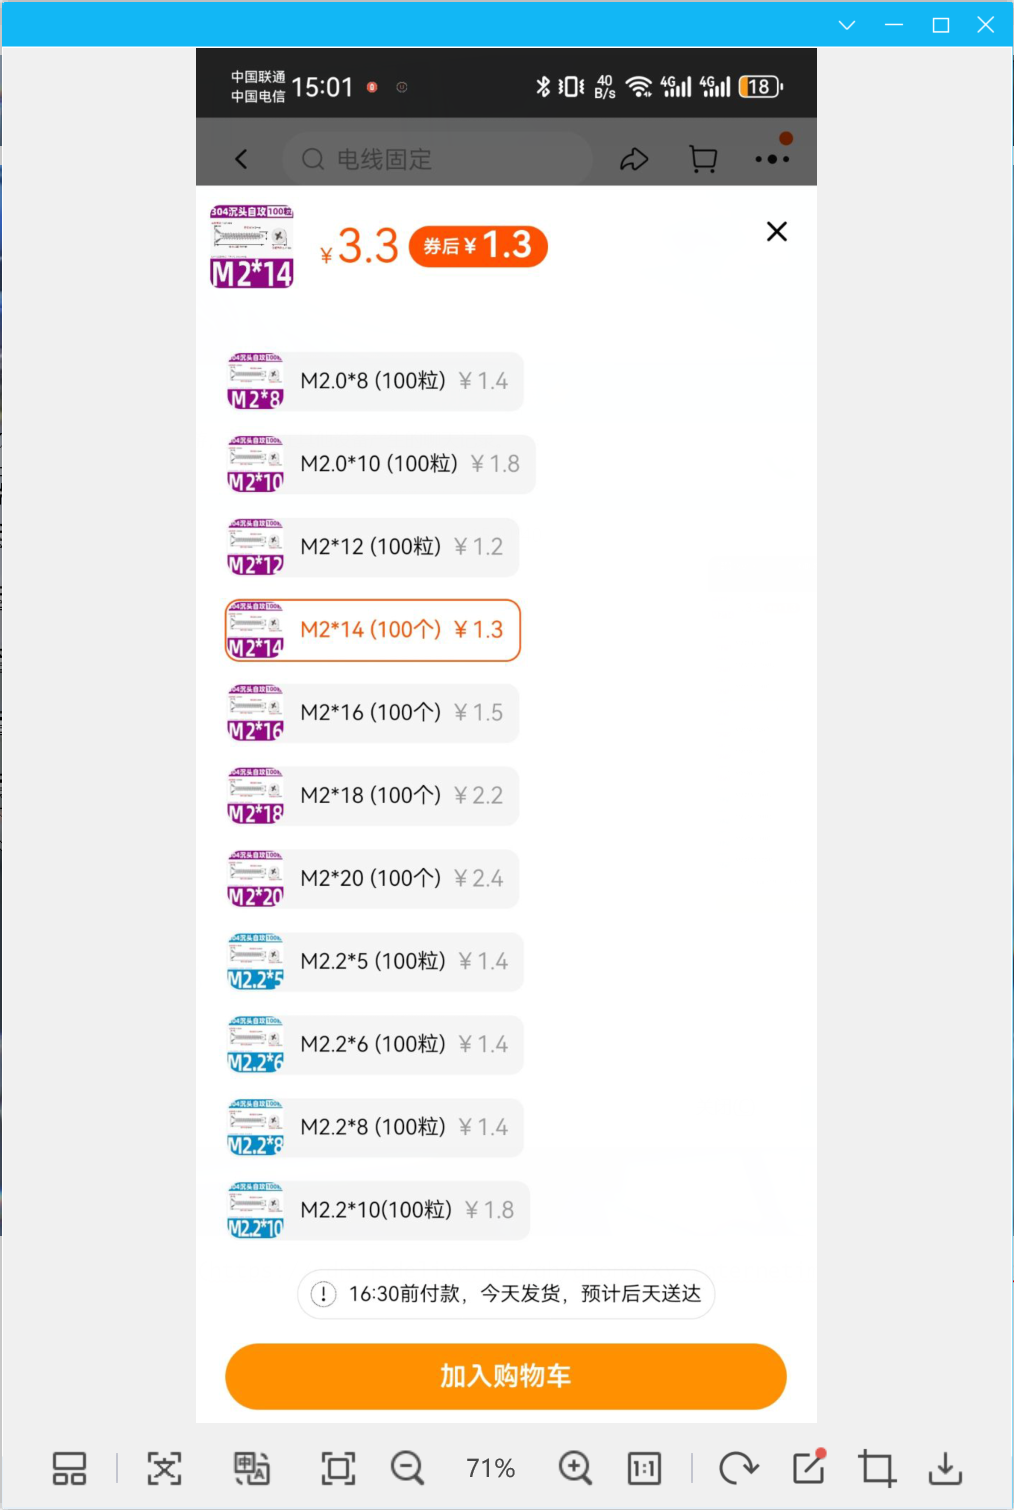 中国联通
中国电信
15:01
40
B/s
4G
4G
18
电线固定
304沉头自攻 100粒
M2*14
¥3.3
券后¥1.3
M2*8
M2.0*8 (100粒) ¥1.4
M2*10
M2.0*10 (100粒) ¥1.8
M2*12
M2*12 (100粒) ¥1.2
M2*14
M2*14 (100个) ¥1.3
M2*16
M2*16 (100个) ¥1.5
M2*18
M2*18 (100个) ¥2.2
M2*20
M2*20 (100个) ¥2.4
M2.2*5
M2.2*5 (100粒) ¥1.4
M2.2*6
M2.2*6 (100粒) ¥1.4
M2.2*8
M2.2*8 (100粒) ¥1.4
M2.2*10
M2.2*10(100粒) ¥1.8
16:30前付款，今天发货，预计后天送达
加入购物车
71%
1:1